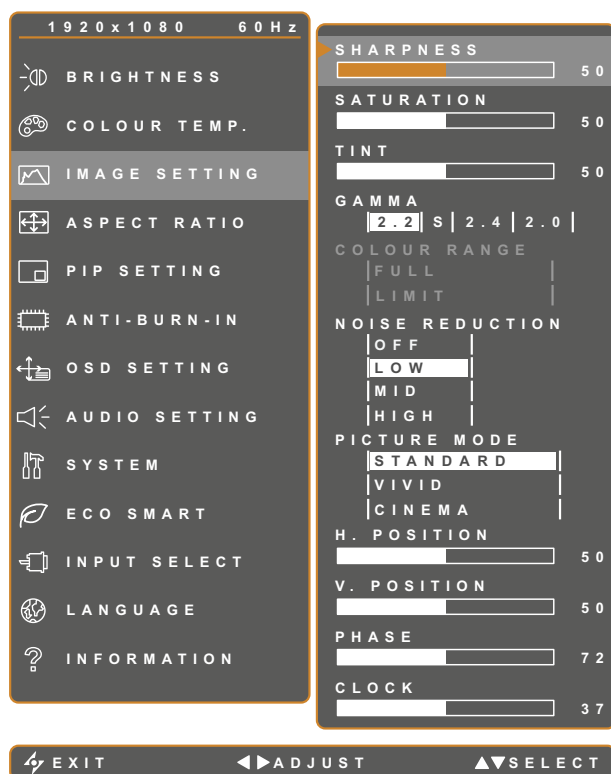 1920x1080 60Hz
BRIGHTNESS
COLOUR TEMP.
IMAGE SETTING
ASPECT RATIO
PIP SETTING
ANTI-BURN-IN
OSD SETTING
AUDIO SETTING
SYSTEM
ECO SMART
INPUT SELECT
LANGUAGE
INFORMATION
SHARPNESS
50
SATURATION
50
TINT
50
GAMMA
2.2 S 2.4 2.0
COLOUR RANGE
FULL
LIMIT
NOISE REDUCTION
OFF
LOW
MID
HIGH
PICTURE MODE
STANDARD
VIVID
CINEMA
H. POSITION
50
V. POSITION
50
PHASE
72
CLOCK
37
EXIT ADJUST SELECT